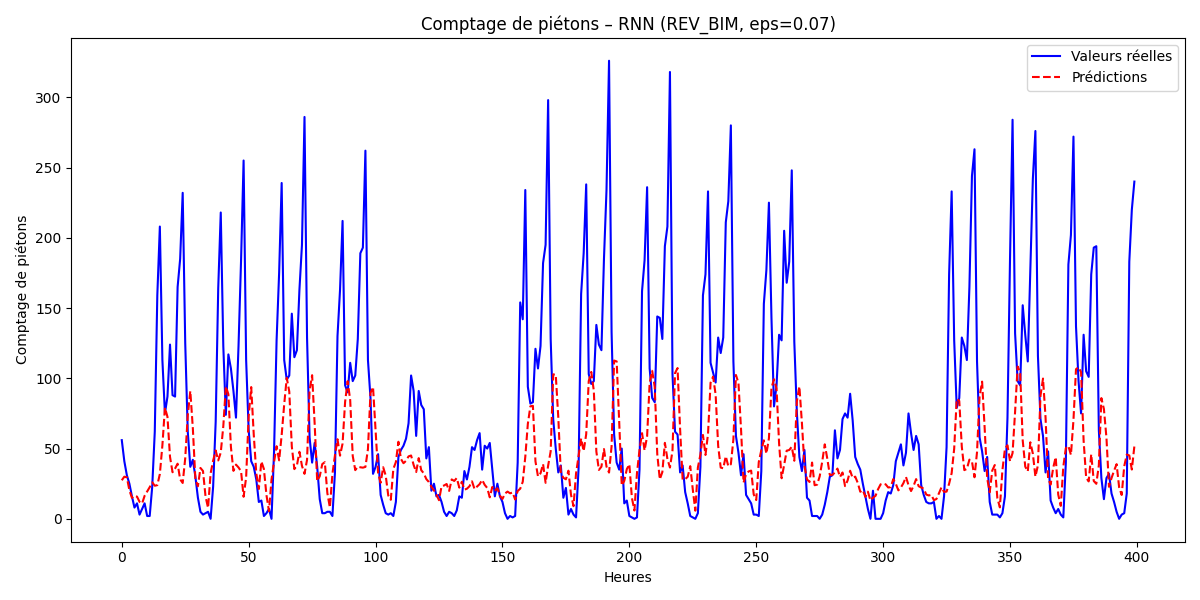 Comptage de piétons – RNN (REV_BIM, eps=0.07)
Valeurs réelles
Prédictions
Comptage de piétons
300
250
200
150
100
50
0
0 50 100 150 200 250 300 350 400
Heures